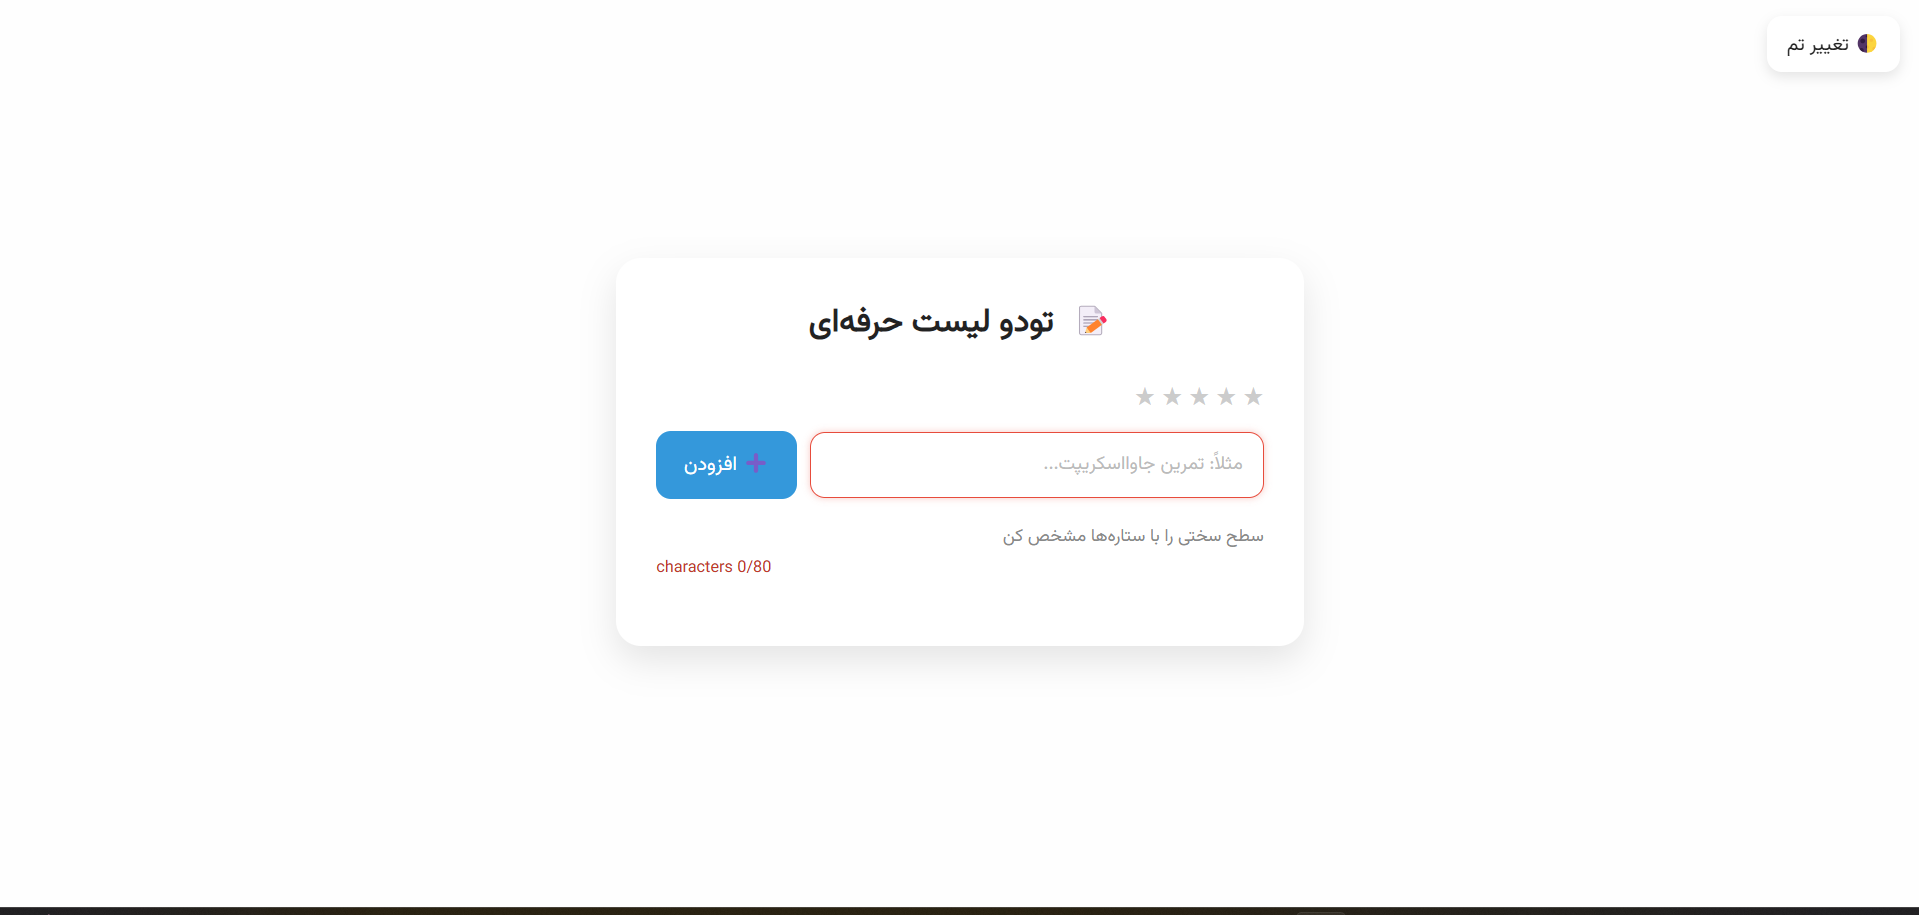 تغییر تم
تودو لیست حرفه‌ای
مثلاً: تمرین جاوااسکریپت...
افزودن
سطح سختی را با ستاره‌ها مشخص کن
characters 0/80